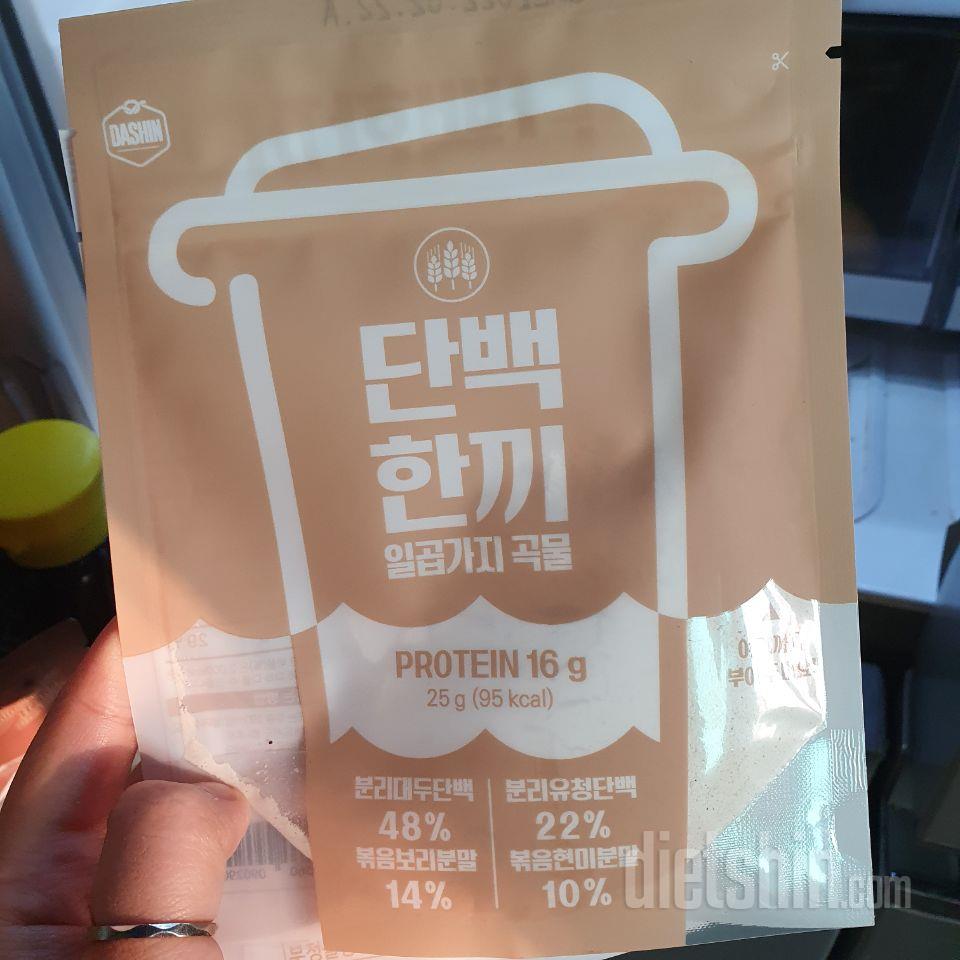 DASHIN
단백
한끼
일곱가지 곡물
PROTEIN 16 g
25 g (95 kcal)
분리대두단백 분리유청단백
48% 22%
볶음보리분말 볶음현미분말
14% 10%
dietshin.com